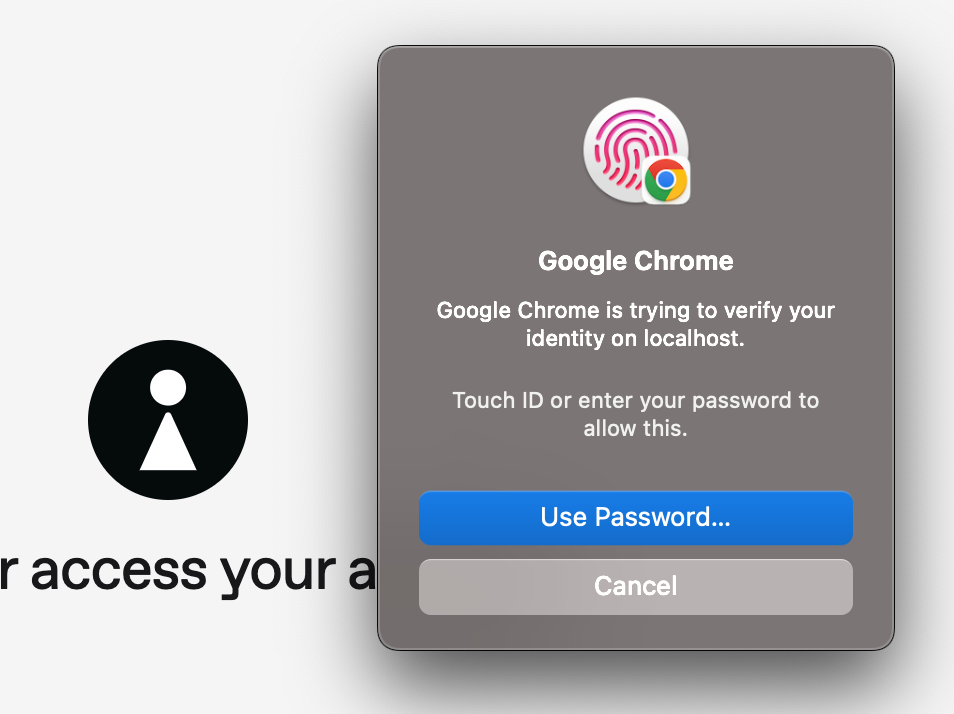 Google Chrome
Google Chrome is trying to verify your
identity on localhost.
Touch ID or enter your password to
allow this.
Use Password...
Cancel
r access your a